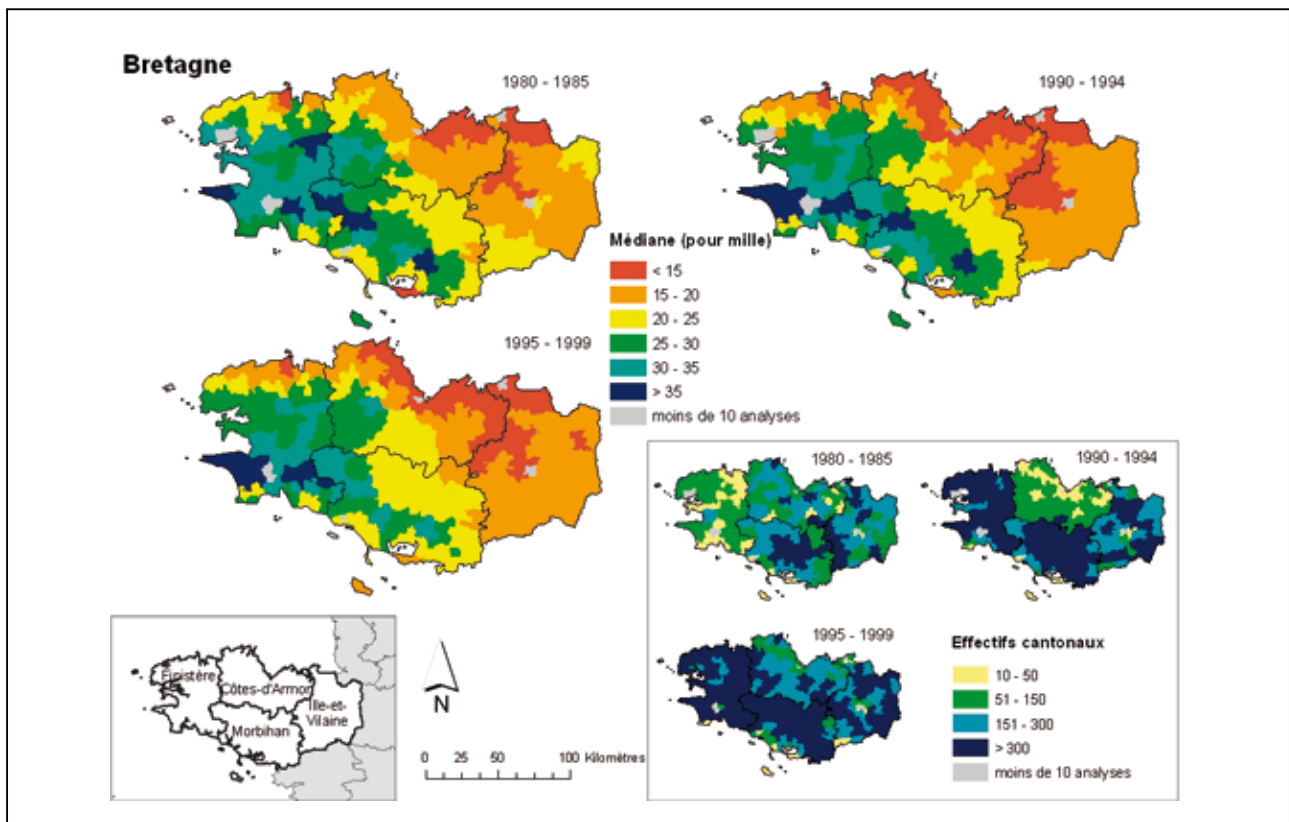 Bretagne
1980 - 1985
1990 - 1994
1995 - 1999
Médiane (pour mille)
< 15
15 - 20
20 - 25
25 - 30
30 - 35
> 35
moins de 10 analyses
1980 - 1985
1990 - 1994
1995 - 1999
Effectifs cantonaux
10 - 50
51 - 150
151 - 300
> 300
moins de 10 analyses
Finistère
Côtes-d'Armor
Ille-et-
Vilaine
Morbihan
N
0 25 50 100 Kilomètres